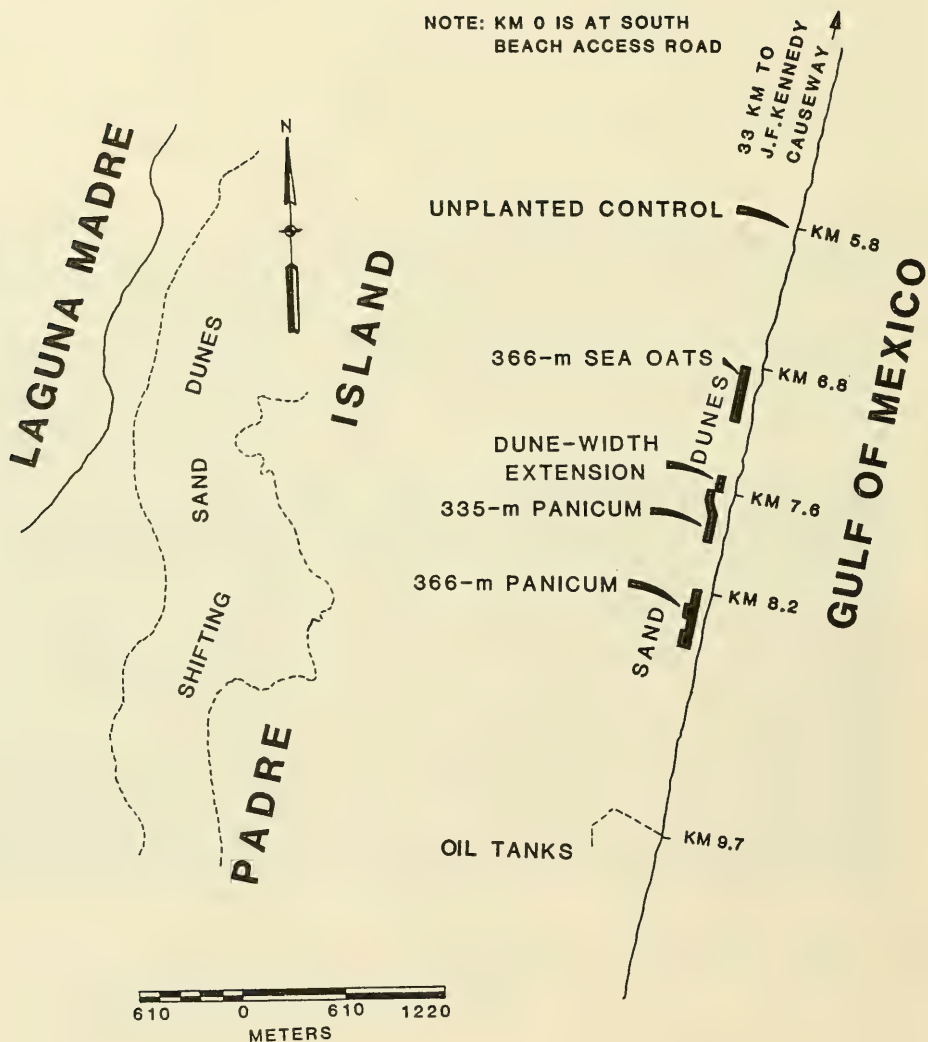 NOTE: KM 0 IS AT SOUTH
BEACH ACCESS ROAD
33 KM TO
J.F.KENNEDY
CAUSEWAY
N
LAGUNA MADRE
UNPLANTED CONTROL
KM 5.8
DUNES
ISLAND
GULF OF MEXICO
366-m SEA OATS
KM 6.8
DUNES
DUNE-WIDTH
EXTENSION
SAND
KM 7.6
335-m PANICUM
366-m PANICUM
KM 8.2
SHIFTING
SAND
PADRE
OIL TANKS
KM 9.7
610 0 610 1220
METERS